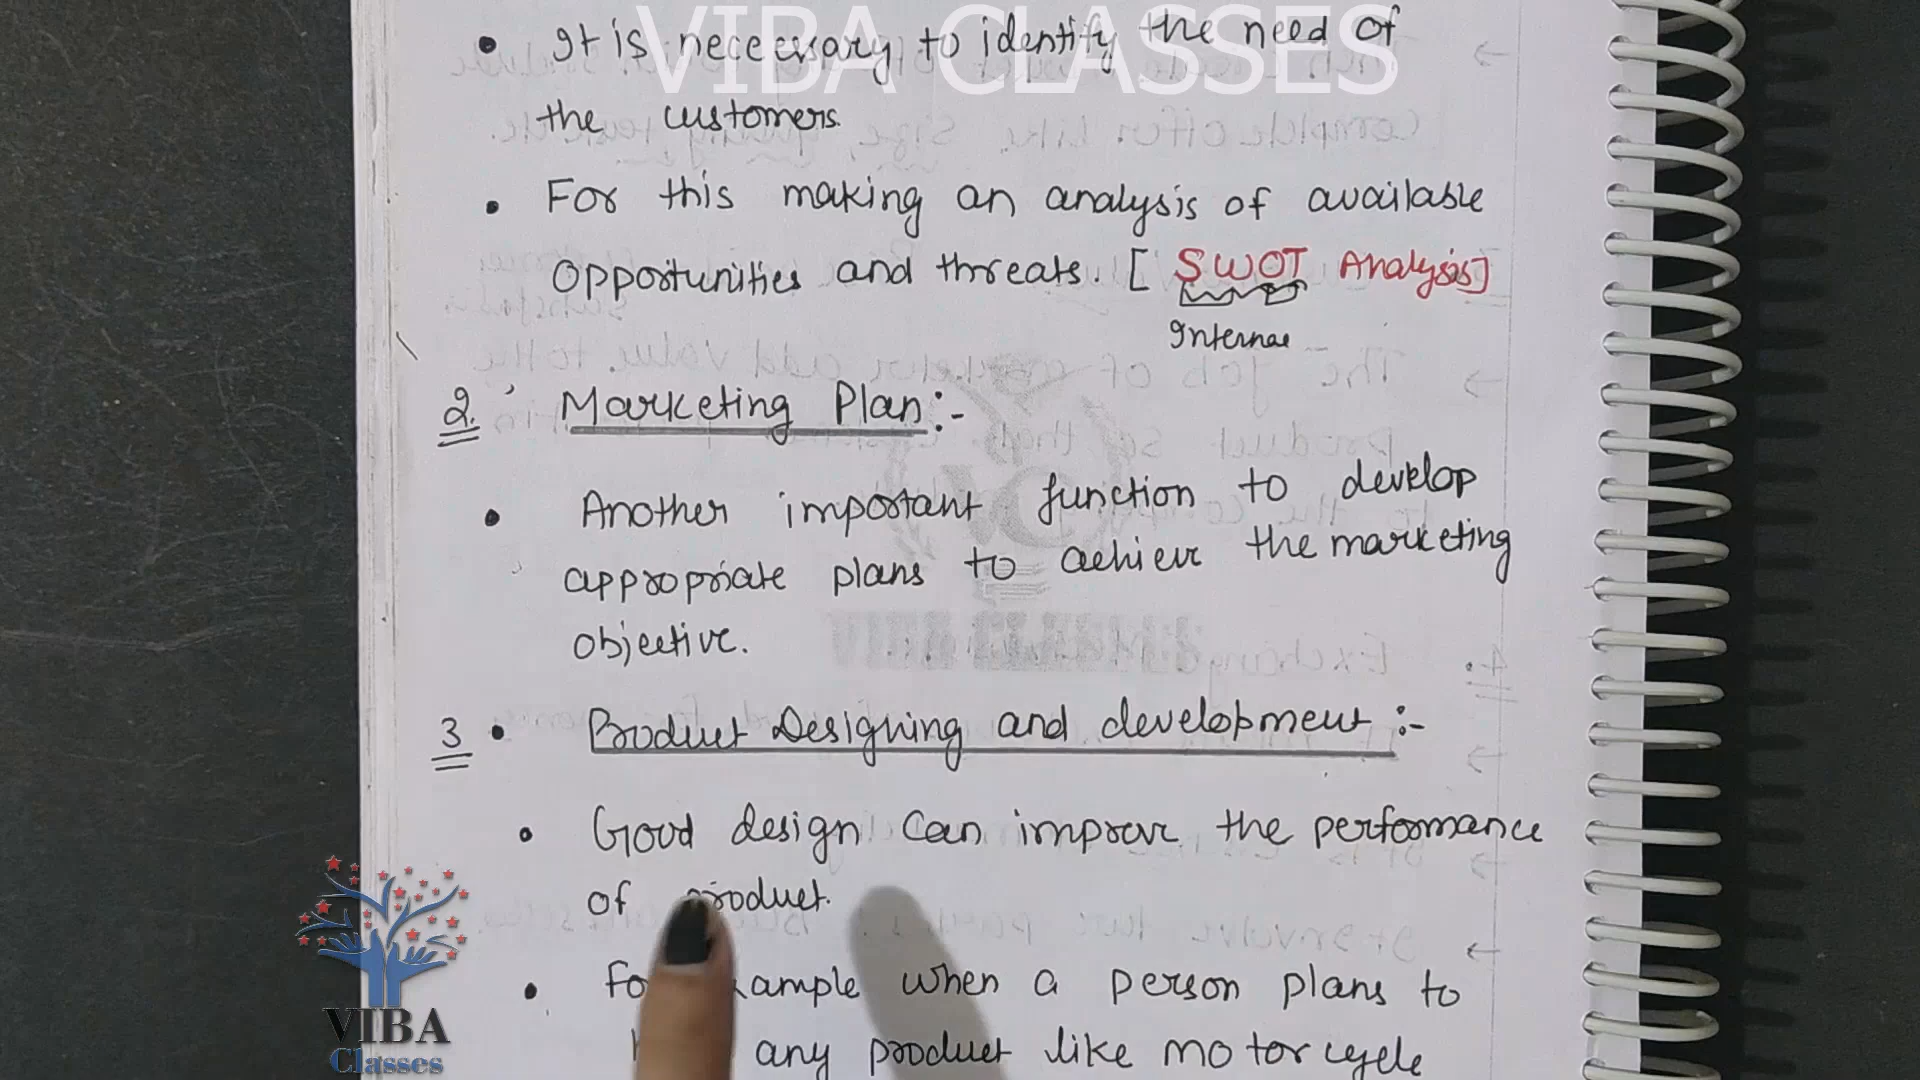 VIBA CLASSES
• It is neceessary to identify the need of
the customers.
• For this making an analysis of available
opportunities and threats. [ SWOT Analysis]
Internal
2. Marketing Plan:-
• Another important function to develop
appropriate plans to achieve the marketing
objective.
3 • Product Designing and development :-
• Good design can improve the performance
of product.
• For example when a person plans to
any product like motorcycle
VIBA
Classes